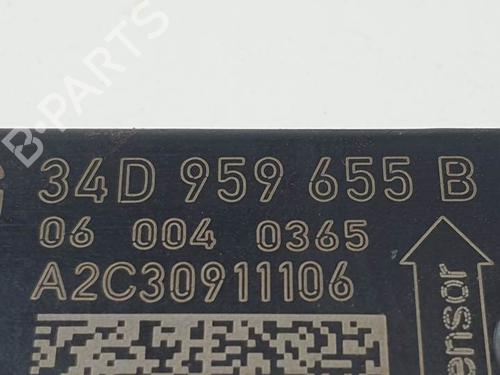 34D 959 655 B
06 004 0365
A2C30911106
ensor
B-PARTS